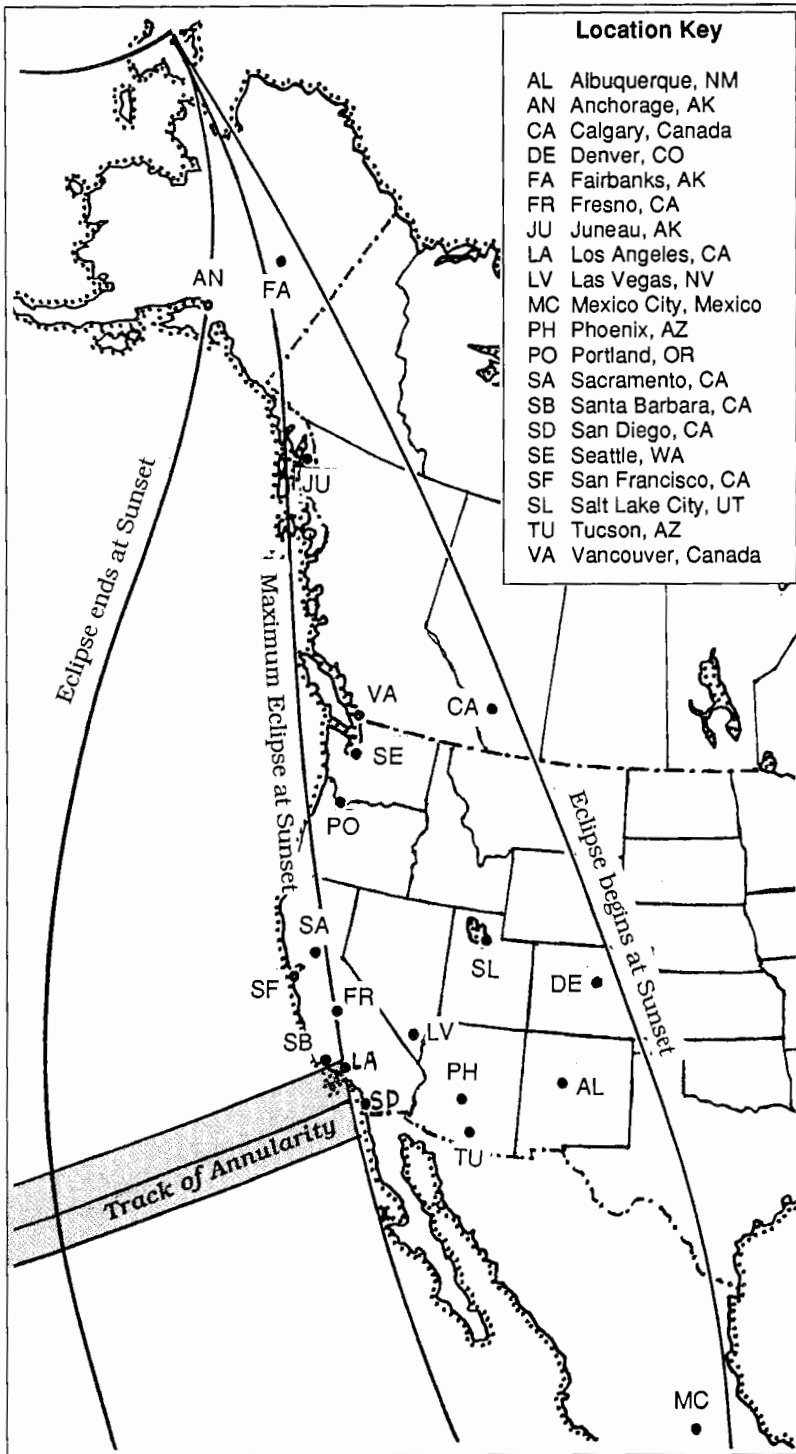 Location Key
AL Albuquerque, NM
AN Anchorage, AK
CA Calgary, Canada
DE Denver, CO
FA Fairbanks, AK
FR Fresno, CA
JU Juneau, AK
LA Los Angeles, CA
LV Las Vegas, NV
MC Mexico City, Mexico
PH Phoenix, AZ
PO Portland, OR
SA Sacramento, CA
SB Santa Barbara, CA
SD San Diego, CA
SE Seattle, WA
SF San Francisco, CA
SL Salt Lake City, UT
TU Tucson, AZ
VA Vancouver, Canada
AN
FA
JU
Eclipse ends at Sunset
Maximum Eclipse at Sunset
Eclipse begins at Sunset
VA
CA
SE
PO
SA
SL
SF
DE
FR
LV
SB
LA
PH
AL
SD
TU
Track of Annularity
MC